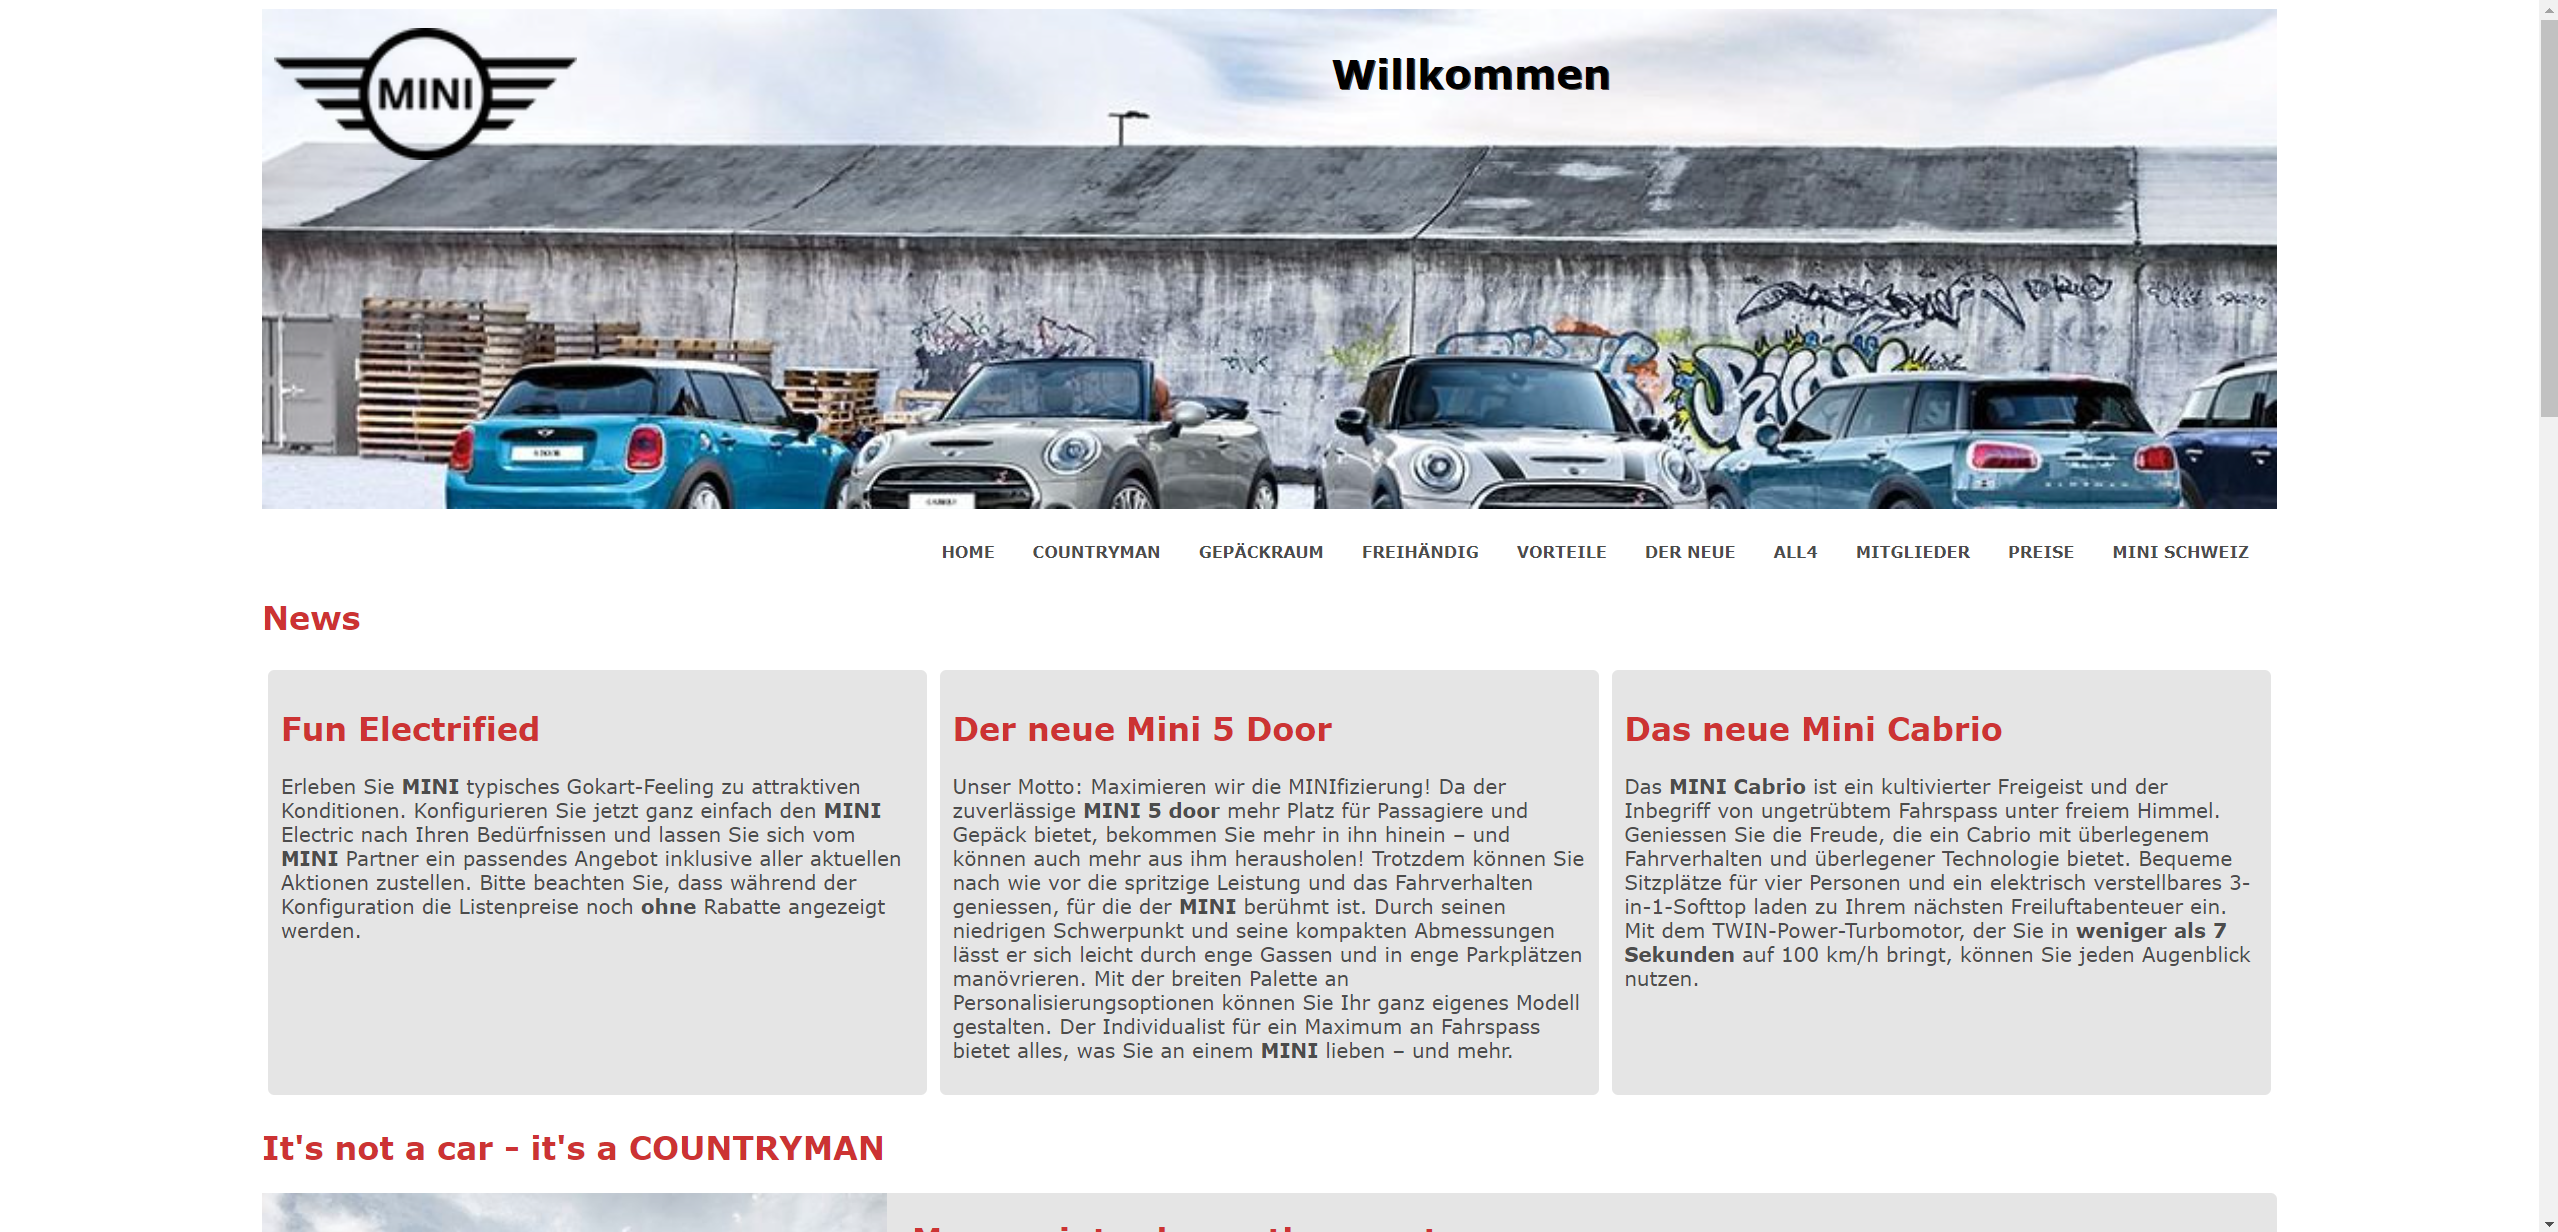 MINI
Willkommen
HOME COUNTRYMAN GEPÄCKRAUM FREIHÄNDIG VORTEILE DER NEUE ALL4 MITGLIEDER PREISE MINI SCHWEIZ
News
Fun Electrified
Erleben Sie MINI typisches Gokart-Feeling zu attraktiven
Konditionen. Konfigurieren Sie jetzt ganz einfach den MINI
Electric nach Ihren Bedürfnissen und lassen Sie sich vom
MINI Partner ein passendes Angebot inklusive aller aktuellen
Aktionen zustellen. Bitte beachten Sie, dass während der
Konfiguration die Listenpreise noch ohne Rabatte angezeigt
werden.
Der neue Mini 5 Door
Unser Motto: Maximieren wir die MINIfizierung! Da der
zuverlässige MINI 5 door mehr Platz für Passagiere und
Gepäck bietet, bekommen Sie mehr in ihn hinein – und
können auch mehr aus ihm herausholen! Trotzdem können Sie
nach wie vor die spritzige Leistung und das Fahrverhalten
geniessen, für die der MINI berühmt ist. Durch seinen
niedrigen Schwerpunkt und seine kompakten Abmessungen
lässt er sich leicht durch enge Gassen und in enge Parkplätzen
manövrieren. Mit der breiten Palette an
Personalisierungsoptionen können Sie Ihr ganz eigenes Modell
gestalten. Der Individualist für ein Maximum an Fahrspass
bietet alles, was Sie an einem MINI lieben – und mehr.
Das neue Mini Cabrio
Das MINI Cabrio ist ein kultivierter Freigeist und der
Inbegriff von ungetrübtem Fahrspass unter freiem Himmel.
Geniessen Sie die Freude, die ein Cabrio mit überlegenem
Fahrverhalten und überlegener Technologie bietet. Bequeme
Sitzplätze für vier Personen und ein elektrisch verstellbares 3-
in-1-Softtop laden zu Ihrem nächsten Freiluftabenteuer ein.
Mit dem TWIN-Power-Turbomotor, der Sie in weniger als 7
Sekunden auf 100 km/h bringt, können Sie jeden Augenblick
nutzen.
It's not a car - it's a COUNTRYMAN